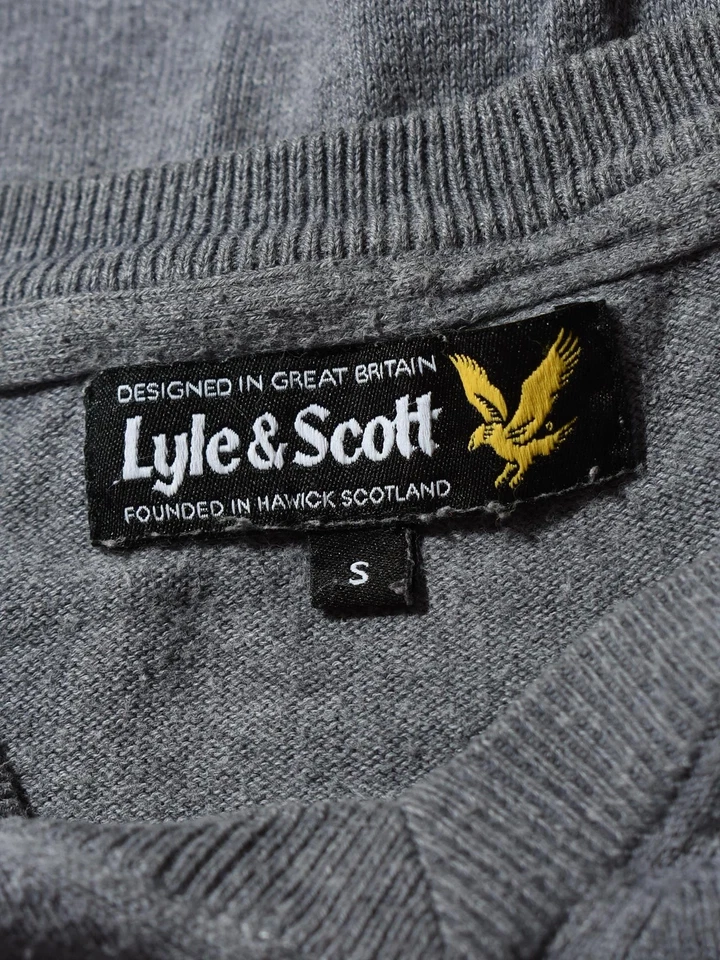 DESIGNED IN GREAT BRITAIN
Lyle & Scott
FOUNDED IN HAWICK SCOTLAND
S